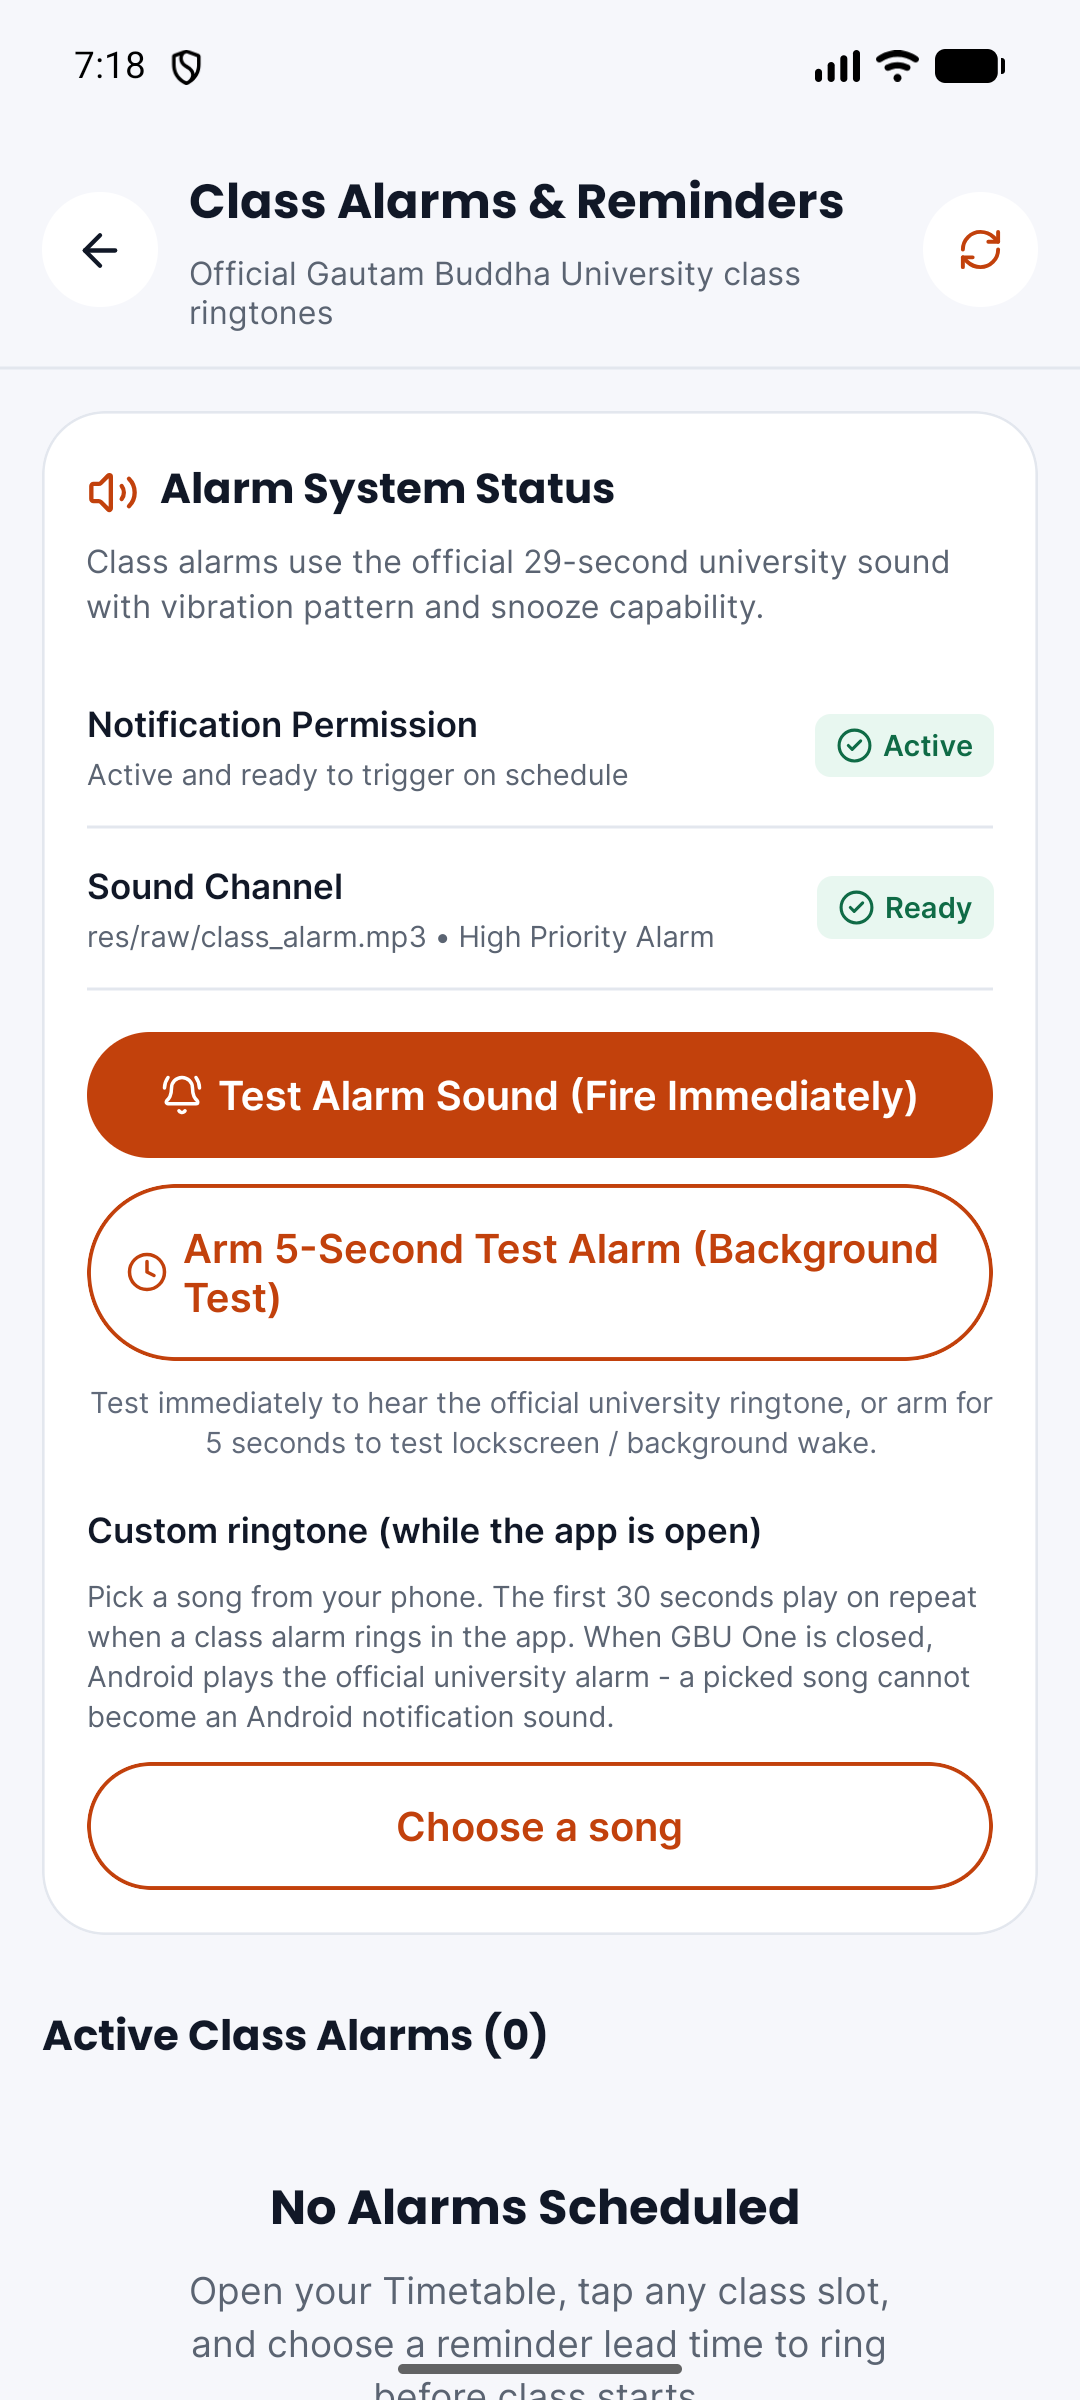 7:18
Class Alarms & Reminders
Official Gautam Buddha University class
ringtones
Alarm System Status
Class alarms use the official 29-second university sound
with vibration pattern and snooze capability.
Notification Permission
Active
Active and ready to trigger on schedule
Sound Channel
Ready
res/raw/class_alarm.mp3 • High Priority Alarm
Test Alarm Sound (Fire Immediately)
Arm 5-Second Test Alarm (Background
Test)
Test immediately to hear the official university ringtone, or arm for
5 seconds to test lockscreen / background wake.
Custom ringtone (while the app is open)
Pick a song from your phone. The first 30 seconds play on repeat
when a class alarm rings in the app. When GBU One is closed,
Android plays the official university alarm - a picked song cannot
become an Android notification sound.
Choose a song
Active Class Alarms (0)
No Alarms Scheduled
Open your Timetable, tap any class slot,
and choose a reminder lead time to ring
before class starts